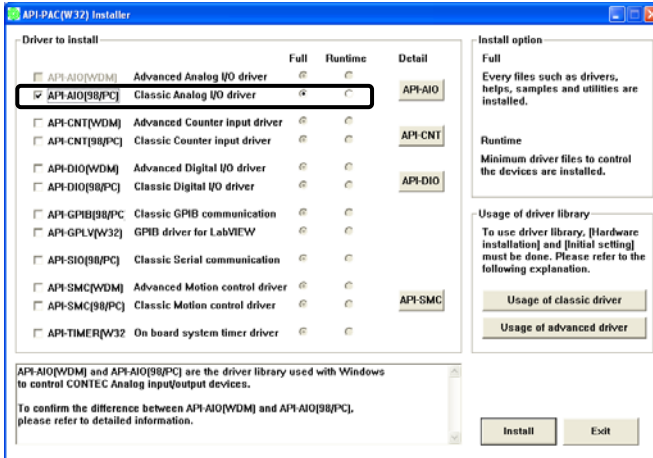 API-PAC(W32) Installer
Driver to install
Full Runtime Detail
API-AIO(WDM) Advanced Analog I/O driver
API-AIO(98/PC) Classic Analog I/O driver
API-AIO
API-CNT(WDM) Advanced Counter input driver
API-CNT(98/PC) Classic Counter input driver
API-CNT
API-DIO(WDM) Advanced Digital I/O driver
API-DIO(98/PC) Classic Digital I/O driver
API-DIO
API-GPIB(98/PC Classic GPIB communication
API-GPLV(W32) GPIB driver for LabVIEW
API-SIO(98/PC) Classic Serial communication
API-SMC(WDM) Advanced Motion control driver
API-SMC(98/PC) Classic Motion control driver
API-SMC
API-TIMER(W32 On board system timer driver
Install option
Full
Every files such as drivers,
helps, samples and utilities are
installed.
Runtime
Minimum driver files to control
the devices are installed.
Usage of driver library
To use driver library, [Hardware
installation] and [Initial setting]
must be done. Please refer to the
following explanation.
Usage of classic driver
Usage of advanced driver
API-AIO(WDM) and API-AIO(98/PC) are the driver library used with Windows
to control CONTEC Analog input/output devices.
To confirm the difference between API-AIO(WDM) and API-AIO(98/PC),
please refer to detailed information.
Install Exit